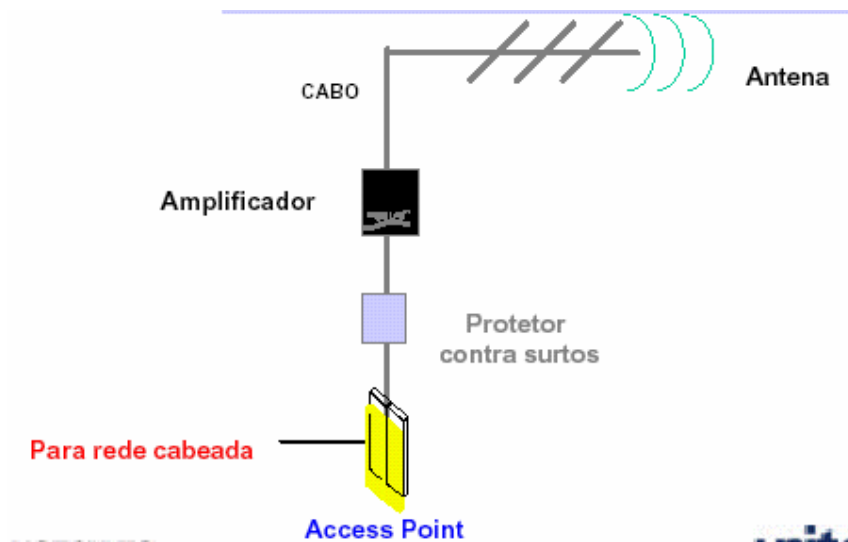 CABO
Antena
Amplificador
Protetor
contra surtos
Para rede cabeada
Access Point